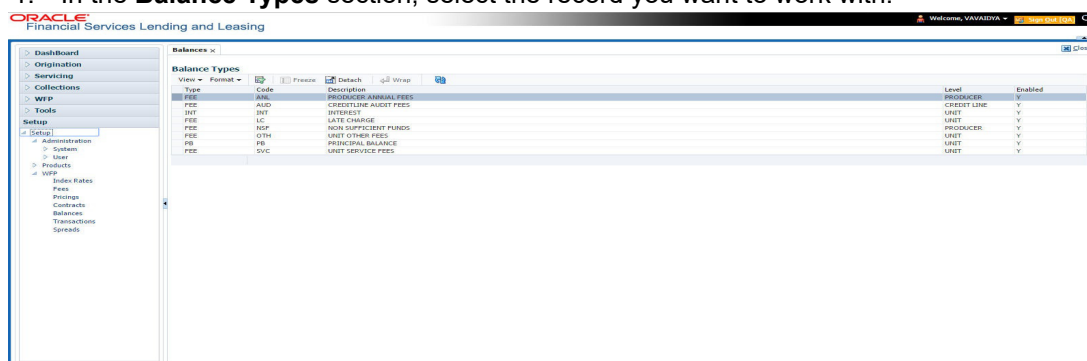 In the Balance Types section, select the record you want to work with.
ORACLE
Financial Services Lending and Leasing
Welcome, VAVAIDYA
Sign Out [QA]
DashBoard
Origination
Servicing
Collections
WFP
Tools
Setup
Setup
Administration
System
User
Products
WFP
Index Rates
Fees
Pricings
Contracts
Balances
Transactions
Spreads
Balances x
Balance Types
View Format Freeze Detach Wrap
Type Code Description Level Enabled
FEE ANL PRODUCER ANNUAL FEES PRODUCER Y
FEE AUD CREDITLINE AUDIT FEES CREDIT LINE Y
INT INT INTEREST UNIT Y
FEE LC LATE CHARGE UNIT Y
FEE NSF NON SUFFICIENT FUNDS PRODUCER Y
FEE OTH UNIT OTHER FEES UNIT Y
PB PB PRINCIPAL BALANCE UNIT Y
FEE SVC UNIT SERVICE FEES UNIT Y